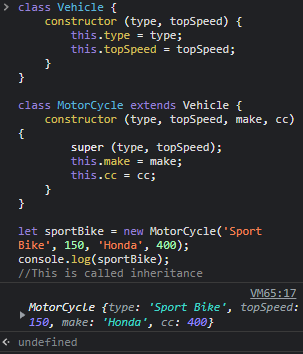 class Vehicle {
constructor (type, topSpeed) {
this.type = type;
this.topSpeed = topSpeed;
}
}
class MotorCycle extends Vehicle {
constructor (type, topSpeed, make, cc)
{
super (type, topSpeed);
this.make = make;
this.cc = cc;
}
}
let sportBike = new MotorCycle('Sport
Bike', 150, 'Honda', 400);
console.log(sportBike);
//This is called inheritance
VM65:17
MotorCycle {type: 'Sport Bike', topSpeed:
150, make: 'Honda', cc: 400}
undefined